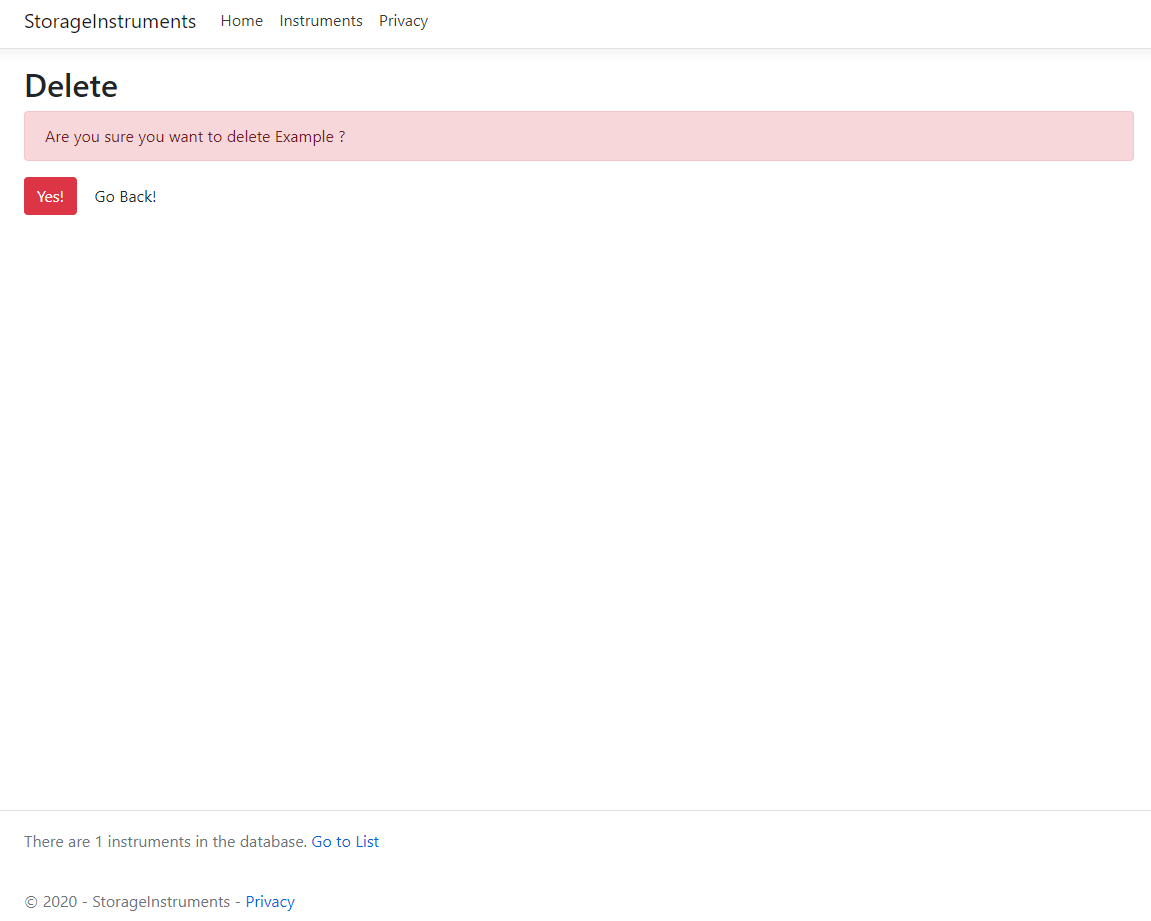 StorageInstruments Home Instruments Privacy
Delete
Are you sure you want to delete Example ?
Yes! Go Back!
There are 1 instruments in the database. Go to List
© 2020 - StorageInstruments - Privacy